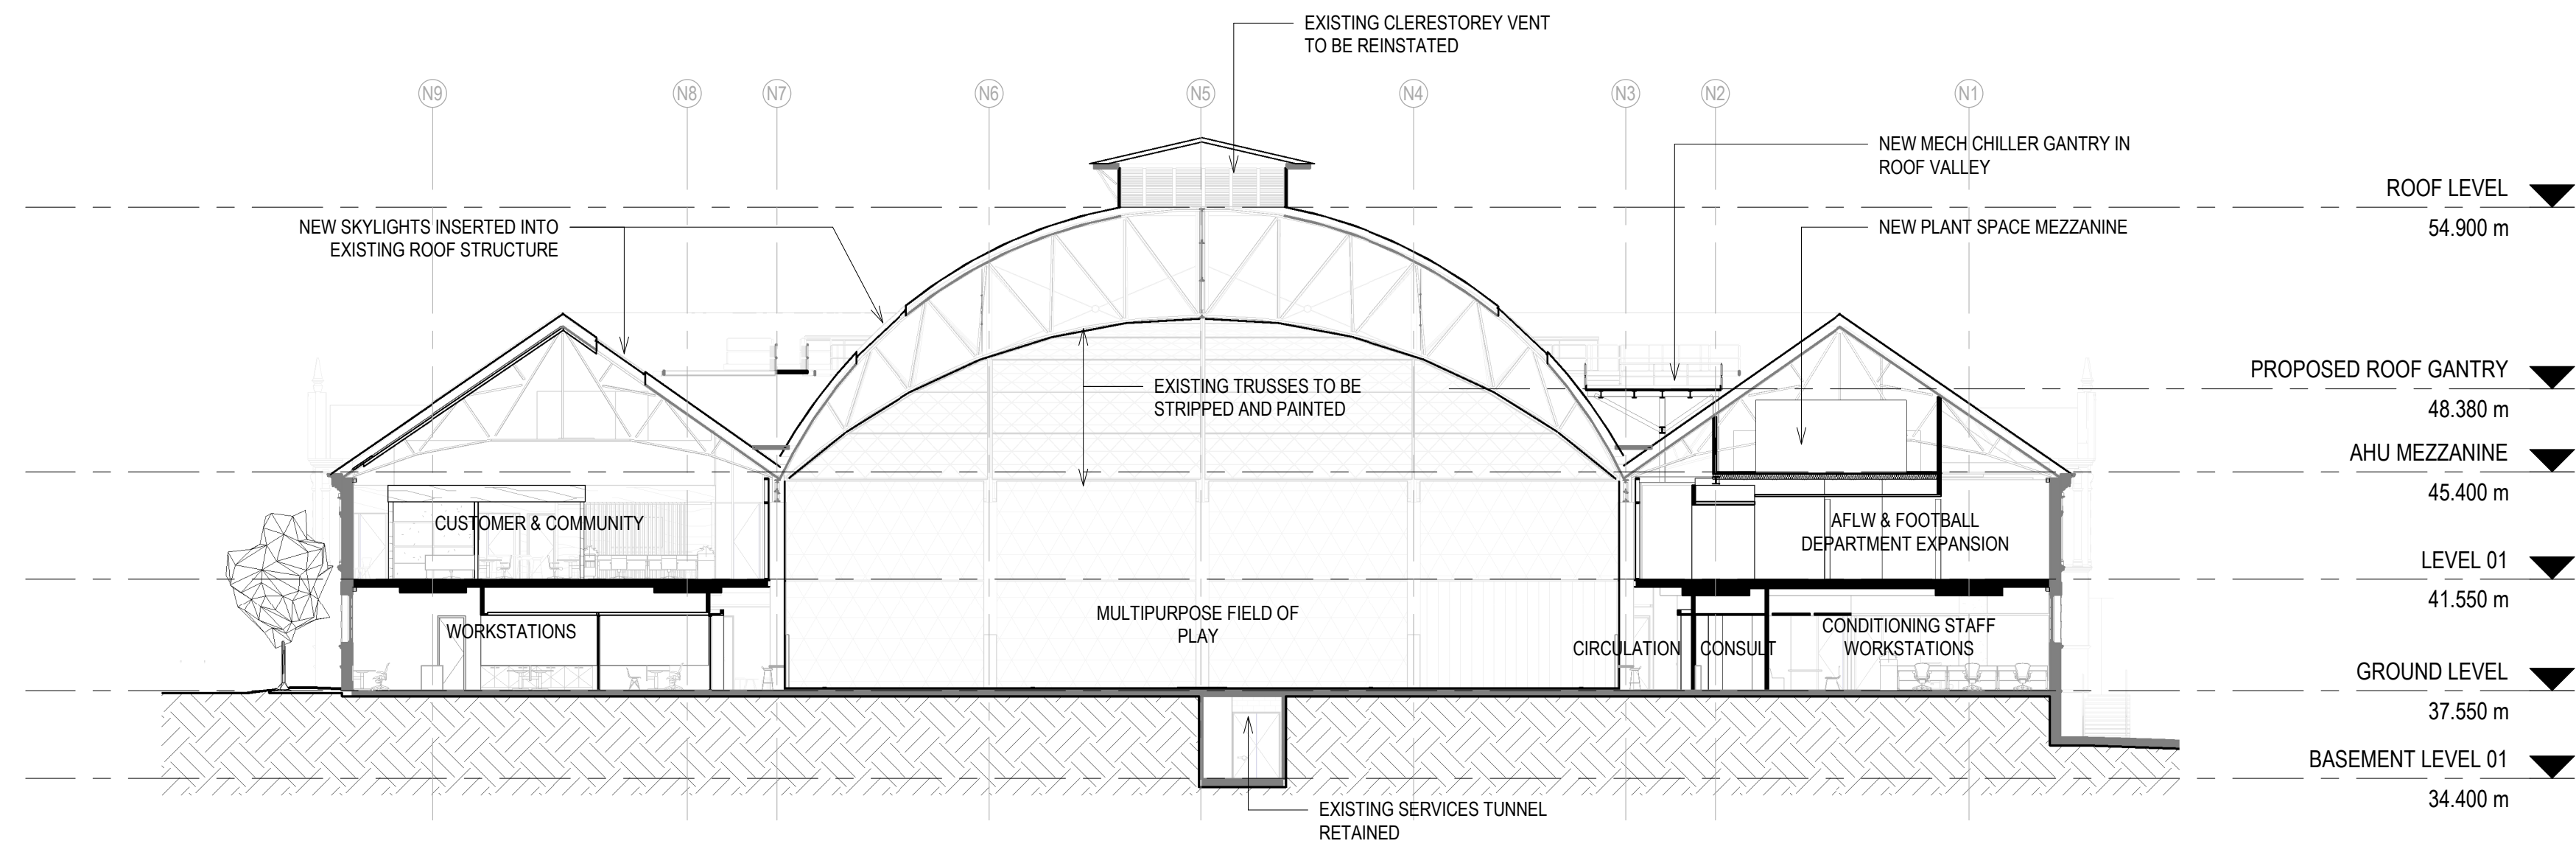 EXISTING CLERESTOREY VENT
TO BE REINSTATED
N9
N8
N7
N6
N5
N4
N3
N2
N1
NEW MECH CHILLER GANTRY IN
ROOF VALLEY
ROOF LEVEL
54.900 m
NEW SKYLIGHTS INSERTED INTO
EXISTING ROOF STRUCTURE
NEW PLANT SPACE MEZZANINE
PROPOSED ROOF GANTRY
48.380 m
EXISTING TRUSSES TO BE
STRIPPED AND PAINTED
AHU MEZZANINE
45.400 m
CUSTOMER & COMMUNITY
AFLW & FOOTBALL
DEPARTMENT EXPANSION
LEVEL 01
41.550 m
WORKSTATIONS
MULTIPURPOSE FIELD OF
PLAY
CIRCULATION
CONSULT
CONDITIONING STAFF
WORKSTATIONS
GROUND LEVEL
37.550 m
BASEMENT LEVEL 01
34.400 m
EXISTING SERVICES TUNNEL
RETAINED